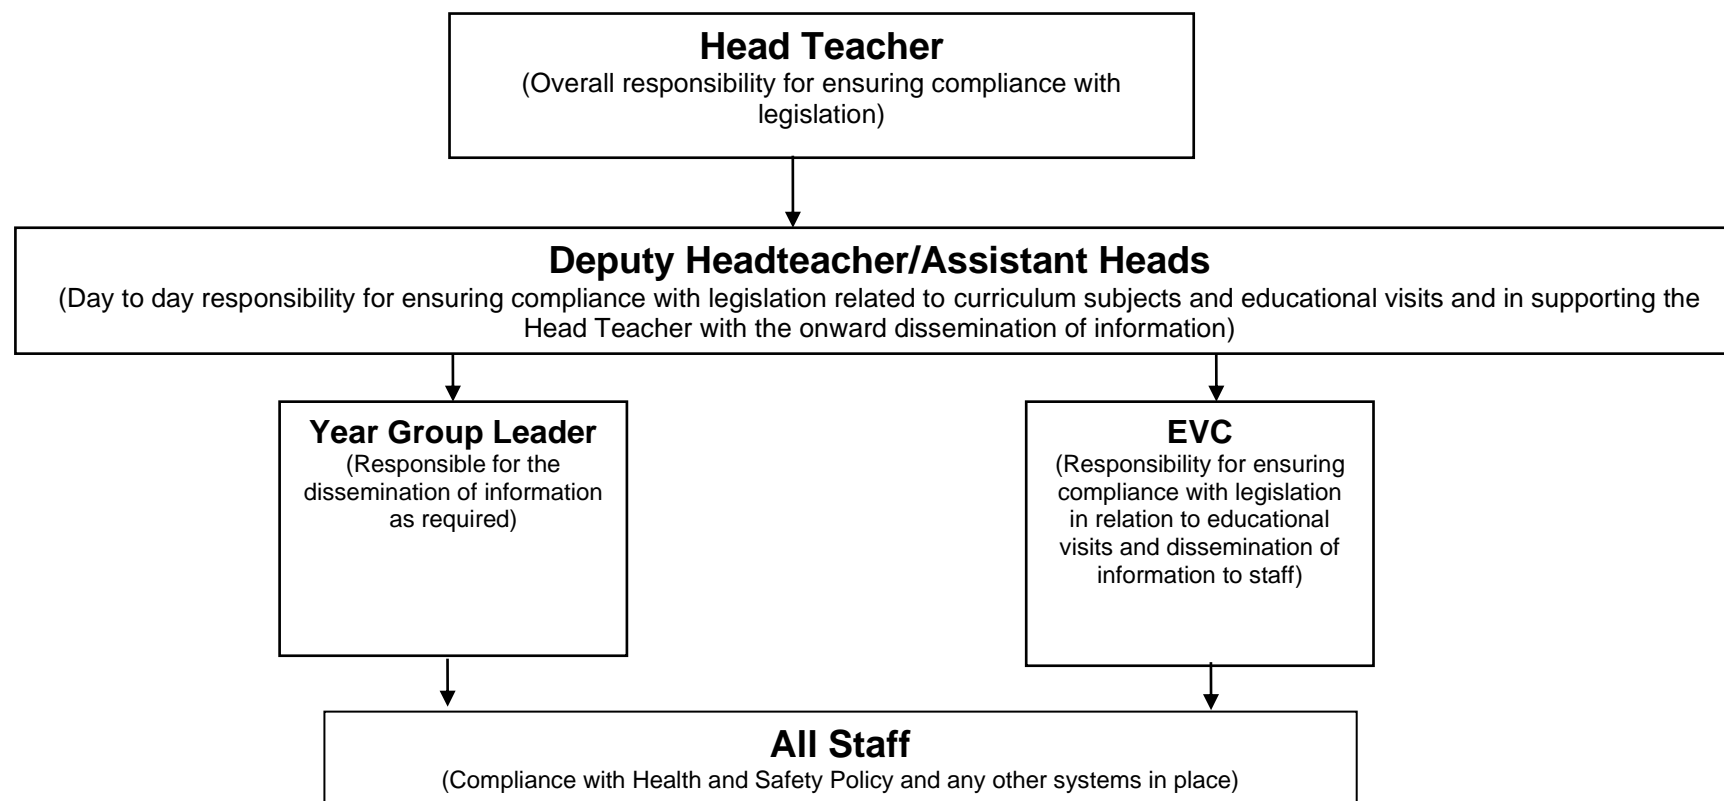 Head Teacher
(Overall responsibility for ensuring compliance with
legislation)
Deputy Headteacher/Assistant Heads
(Day to day responsibility for ensuring compliance with legislation related to curriculum subjects and educational visits and in supporting the
Head Teacher with the onward dissemination of information)
Year Group Leader
(Responsible for the
dissemination of information
as required)
EVC
(Responsibility for ensuring
compliance with legislation
in relation to educational
visits and dissemination of
information to staff)
All Staff
(Compliance with Health and Safety Policy and any other systems in place)